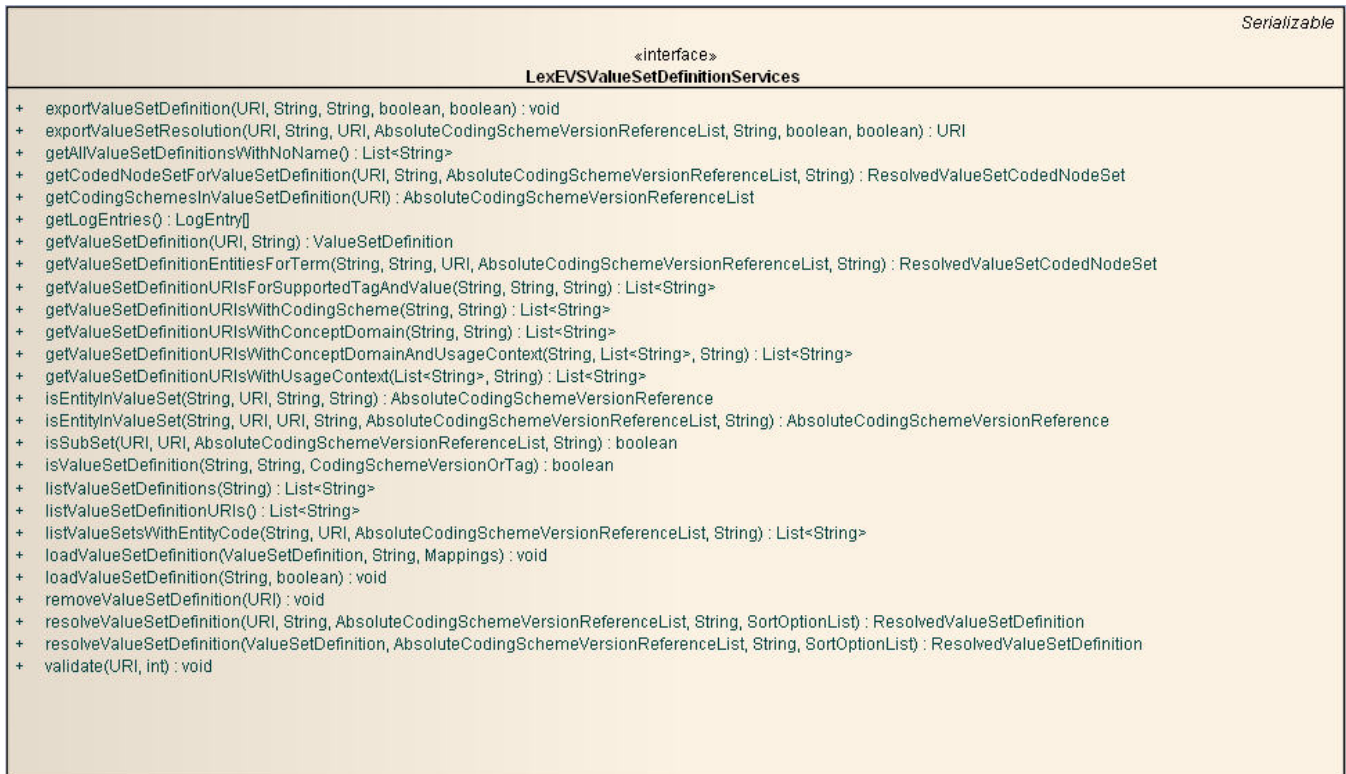 Serializable
«interface»
LexEVSValueSetDefinitionServices
+ exportValueSetDefinition(URI, String, String, boolean, boolean) : void
+ exportValueSetResolution(URI, String, URI, AbsoluteCodingSchemeVersionReferenceList, String, boolean, boolean) : URI
+ getAllValueSetDefinitionsWithNoName() : List<String>
+ getCodedNodeSetForValueSetDefinition(URI, String, AbsoluteCodingSchemeVersionReferenceList, String) : ResolvedValueSetCodedNodeSet
+ getCodingSchemesInValueSetDefinition(URI) : AbsoluteCodingSchemeVersionReferenceList
+ getLogEntries() : LogEntry[]
+ getValueSetDefinition(URI, String) : ValueSetDefinition
+ getValueSetDefinitionEntitiesForTerm(String, String, URI, AbsoluteCodingSchemeVersionReferenceList, String) : ResolvedValueSetCodedNodeSet
+ getValueSetDefinitionURIsForSupportedTagAndValue(String, String, String) : List<String>
+ getValueSetDefinitionURIsWithCodingScheme(String, String) : List<String>
+ getValueSetDefinitionURIsWithConceptDomain(String, String) : List<String>
+ getValueSetDefinitionURIsWithConceptDomainAndUsageContext(String, List<String>, String) : List<String>
+ getValueSetDefinitionURIsWithUsageContext(List<String>, String) : List<String>
+ isEntityInValueSet(String, URI, String, String) : AbsoluteCodingSchemeVersionReference
+ isEntityInValueSet(String, URI, URI, String, AbsoluteCodingSchemeVersionReferenceList, String) : AbsoluteCodingSchemeVersionReference
+ isSubSet(URI, URI, AbsoluteCodingSchemeVersionReferenceList, String) : boolean
+ isValueSetDefinition(String, String, CodingSchemeVersionOrTag) : boolean
+ listValueSetDefinitions(String) : List<String>
+ listValueSetDefinitionURIs() : List<String>
+ listValueSetsWithEntityCode(String, URI, AbsoluteCodingSchemeVersionReferenceList, String) : List<String>
+ loadValueSetDefinition(ValueSetDefinition, String, Mappings) : void
+ loadValueSetDefinition(String, boolean) : void
+ removeValueSetDefinition(URI) : void
+ resolveValueSetDefinition(URI, String, AbsoluteCodingSchemeVersionReferenceList, String, SortOptionList) : ResolvedValueSetDefinition
+ resolveValueSetDefinition(ValueSetDefinition, AbsoluteCodingSchemeVersionReferenceList, String, SortOptionList) : ResolvedValueSetDefinition
+ validate(URI, int) : void